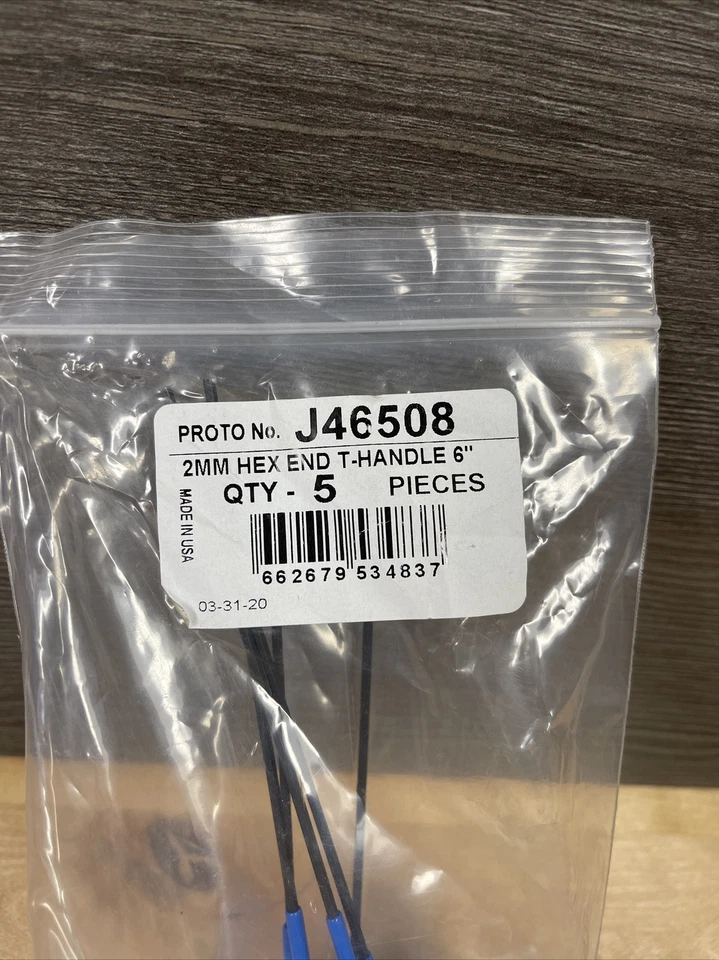 PROTO No. J46508
2MM HEX END T-HANDLE 6"
QTY - 5 PIECES
MADE IN USA
662679 534837
03-31-20